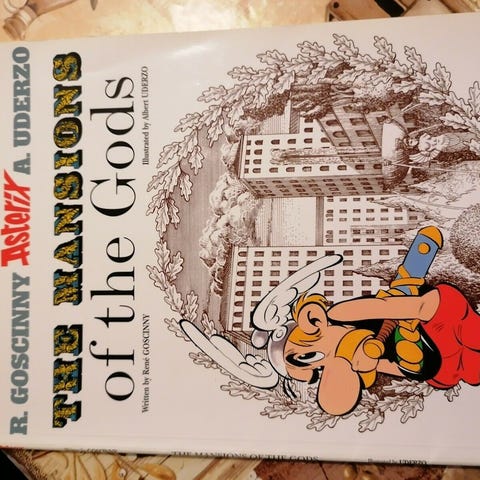 R. GOSCINNY Asterix A. UDERZO
THE MANSIONS
of the Gods
Written by René GOSCINNY
Illustrated by Albert UDERZO
THE MANSIONS OF THE GODS
UDERZO